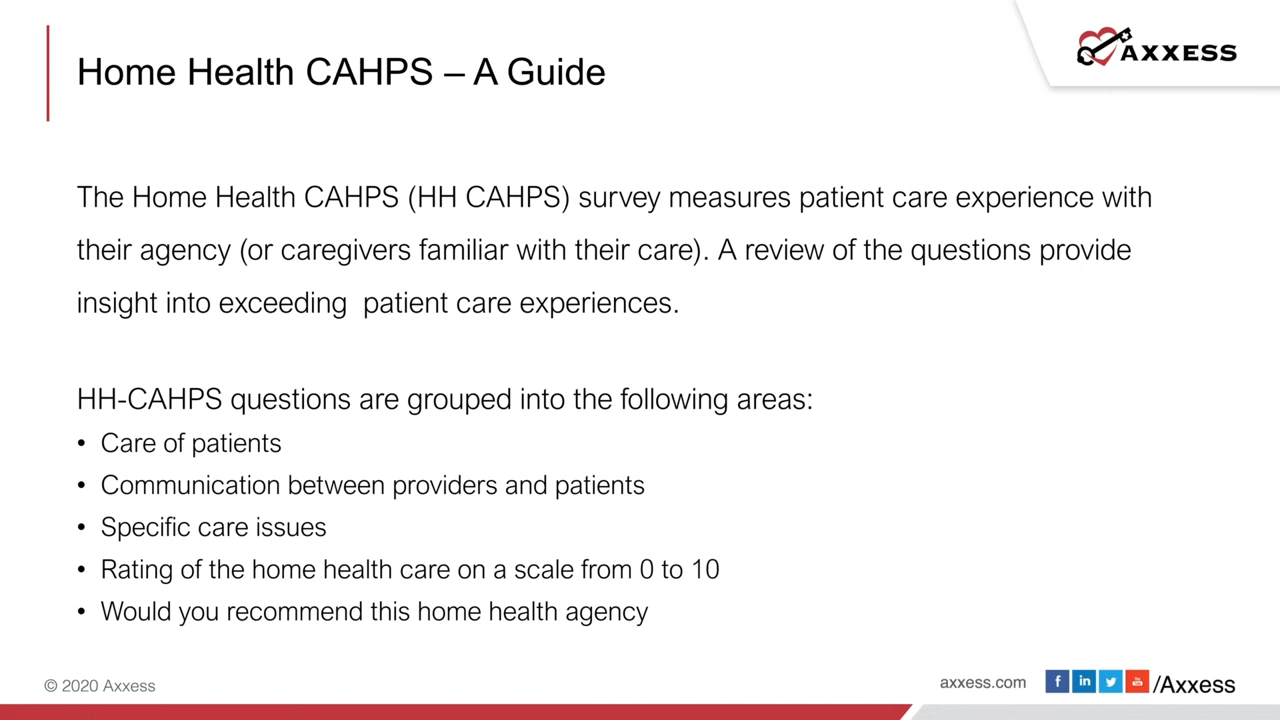 Home Health CAHPS – A Guide
AXXESS
The Home Health CAHPS (HH CAHPS) survey measures patient care experience with
their agency (or caregivers familiar with their care). A review of the questions provide
insight into exceeding  patient care experiences.
HH-CAHPS questions are grouped into the following areas:
• Care of patients
• Communication between providers and patients
• Specific care issues
• Rating of the home health care on a scale from 0 to 10
• Would you recommend this home health agency
© 2020 Axxess
axxess.com f in /Axxess